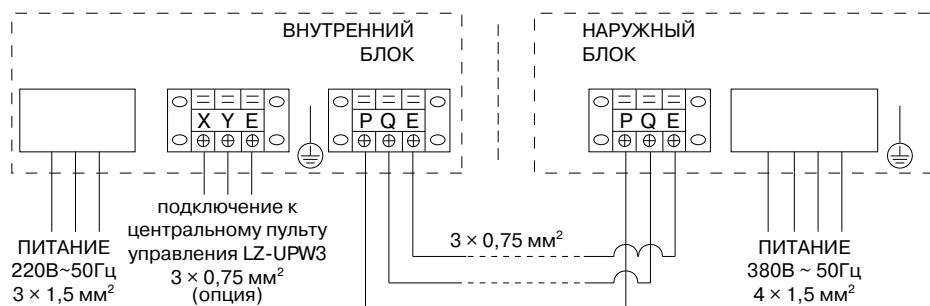 ВНУТРЕННИЙ
БЛОК
НАРУЖНЫЙ
БЛОК
X Y E
P Q E
P Q E
подключение к
центральному пульту
управления LZ-UPW3
3 × 0,75 мм²
(опция)
ПИТАНИЕ
220В~50Гц
3 × 1,5 мм²
3 × 0,75 мм²
ПИТАНИЕ
380В ~ 50Гц
4 × 1,5 мм²